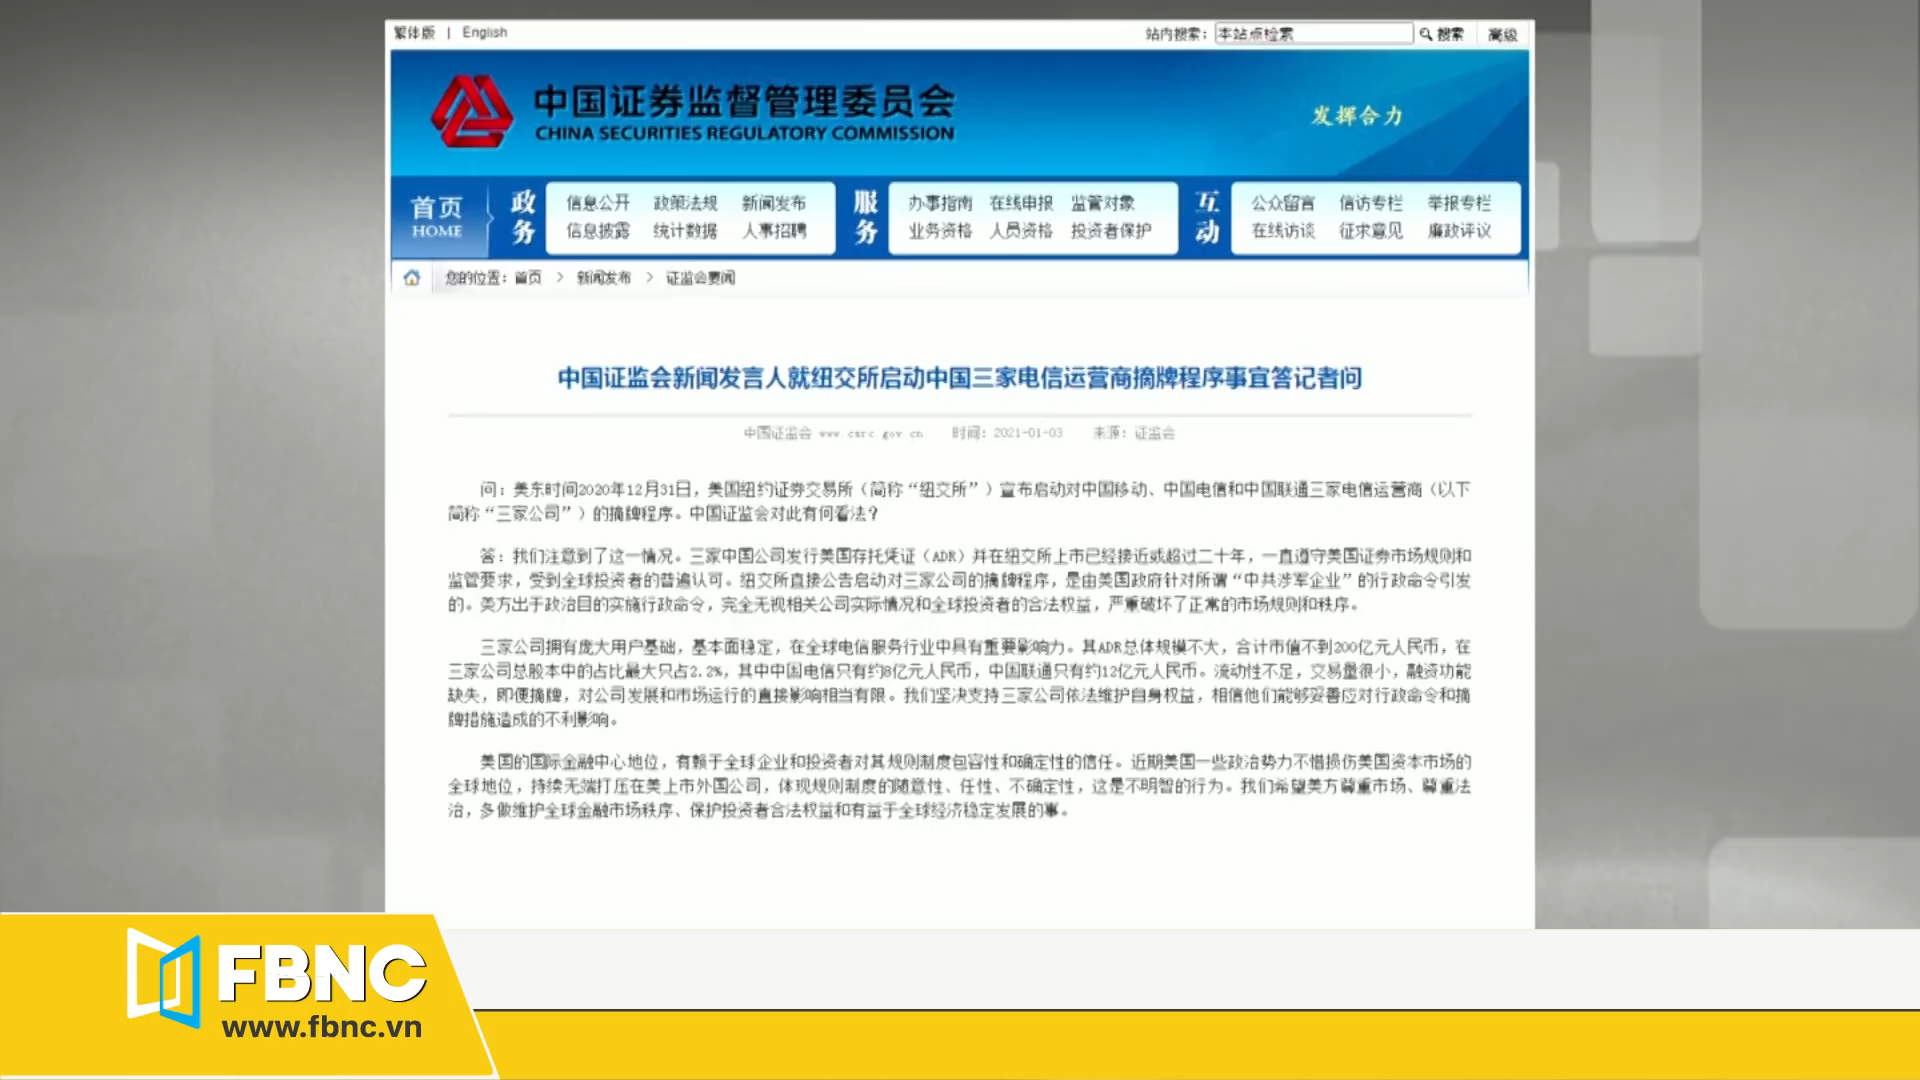 繁体版 | English
站内搜索： 本站点检索 搜索 高级
中国证券监督管理委员会
CHINA SECURITIES REGULATORY COMMISSION
发挥合力
首页
HOME
政务
信息公开 政策法规 新闻发布
信息披露 统计数据 人事招聘
服务
办事指南 在线申报 监管对象
业务资格 人员资格 投资者保护
互动
公众留言 信访专栏 举报专栏
在线访谈 征求意见 廉政评议
您的位置：首页 > 新闻发布 > 证监会要闻
中国证监会新闻发言人就纽交所启动中国三家电信运营商摘牌程序事宜答记者问
中国证监会 www.csrc.gov.cn 时间：2021-01-03 来源：证监会
问：美东时间2020年12月31日，美国纽约证券交易所（简称“纽交所”）宣布启动对中国移动、中国电信和中国联通三家电信运营商（以下
简称“三家公司”）的摘牌程序。中国证监会对此有何看法？
答：我们注意到了这一情况。三家中国公司发行美国存托凭证（ADR）并在纽交所上市已经接近或超过二十年，一直遵守美国证券市场规则和
监管要求，受到全球投资者的普遍认可。纽交所直接公告启动对三家公司的摘牌程序，是由美国政府针对所谓“中共涉军企业”的行政命令引发
的。美方出于政治目的实施行政命令，完全无视相关公司实际情况和全球投资者的合法权益，严重破坏了正常的市场规则和秩序。
三家公司拥有庞大用户基础，基本面稳定，在全球电信服务行业中具有重要影响力。其ADR总体规模不大，合计市值不到200亿元人民币，在
三家公司总股本中的占比最大只占2.2%，其中中国电信只有约8亿元人民币，中国联通只有约12亿元人民币。流动性不足，交易量很小，融资功能
缺失，即便摘牌，对公司发展和市场运行的直接影响相当有限。我们坚决支持三家公司依法维护自身权益，相信他们能够妥善应对行政命令和摘
牌措施造成的不利影响。
美国的国际金融中心地位，有赖于全球企业和投资者对其规则制度包容性和确定性的信任。近期美国一些政治势力不惜损伤美国资本市场的
全球地位，持续无端打压在美上市外国公司，体现规则制度的随意性、任性、不确定性，这是不明智的行为。我们希望美方尊重市场、尊重法
治，多做维护全球金融市场秩序、保护投资者合法权益和有益于全球经济稳定发展的事。
FBNC
www.fbnc.vn